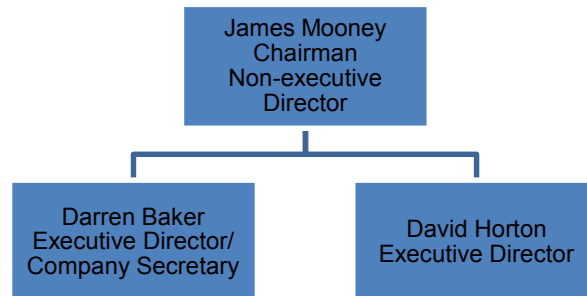 James Mooney
Chairman
Non-executive
Director
Darren Baker
Executive Director/
Company Secretary
David Horton
Executive Director